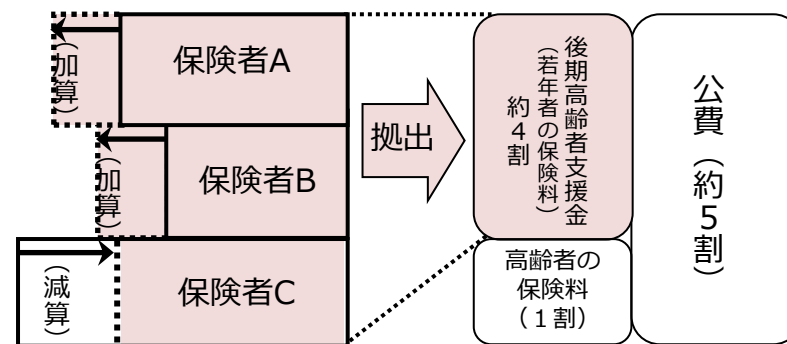 (加算)
保険者A
(加算)
保険者B
(減算)
保険者C
拠出
後期高齢者支援金
(若年者の保険料)
約4割
高齢者の
保険料
（１割）
公費（約５割）